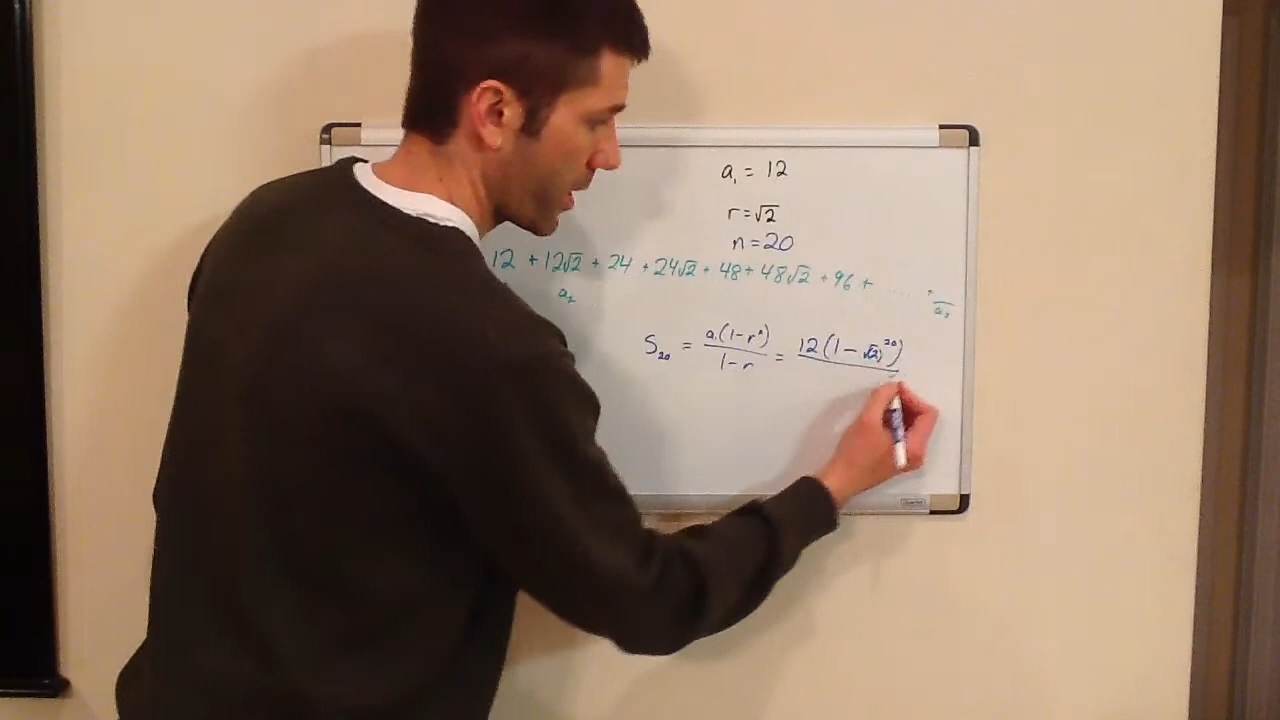 a₁ = 12
r = √2
n = 20
12 + 12√2 + 24 + 24√2 + 48 + 48√2 + 96 + ..... +
a₂
S₂₀ = a₁(1-rⁿ)/1-r = 12(1-√2)²⁰)